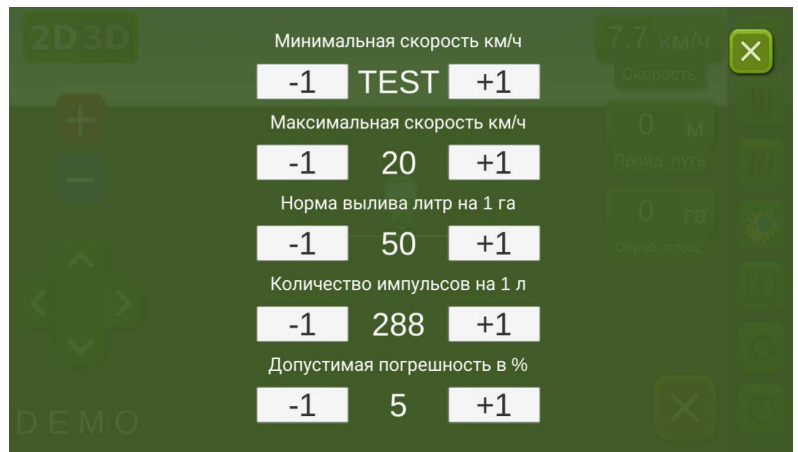 2D 3D
Минимальная скорость км/ч
-1 TEST +1
7.7 км/ч
Скорость
Максимальная скорость км/ч
-1 20 +1
0 м
Пройд. путь
Норма вылива литр на 1 га
-1 50 +1
0 га
Обраб. площ.
Количество импульсов на 1 л
-1 288 +1
Допустимая погрешность в %
-1 5 +1
DEMO